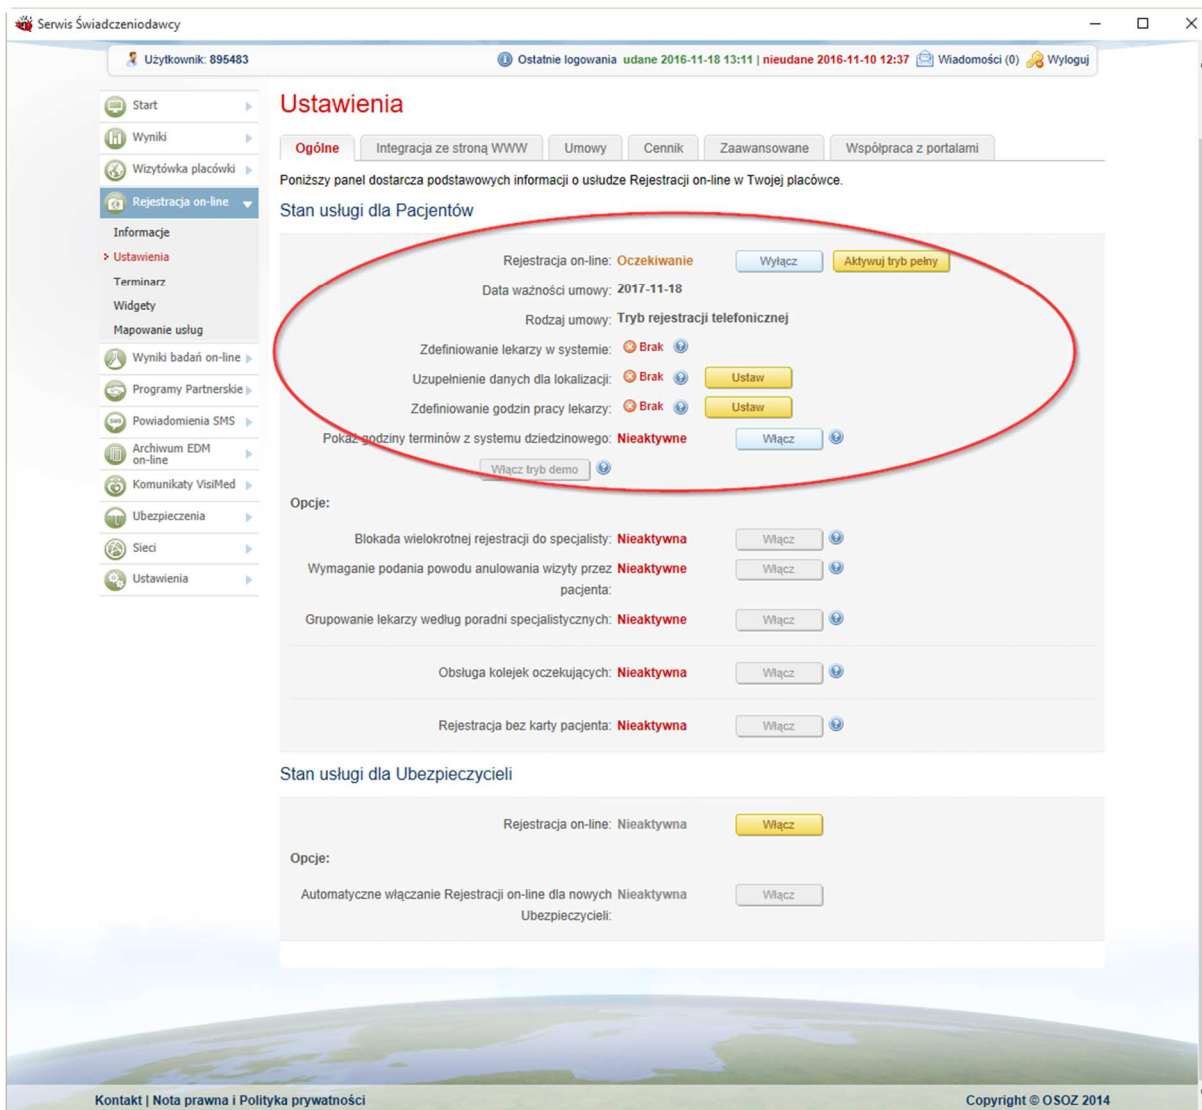 Serwis Świadczeniodawcy
Użytkownik: 895483
Ostatnie logowania udane 2016-11-18 13:11 | nieudane 2016-11-10 12:37 Wiadomości (0) Wyloguj
Start
Wyniki
Wizytówka placówki
Rejestracja on-line
Informacje
Ustawienia
Terminarz
Widgety
Mapowanie usług
Wyniki badań on-line
Programy Partnerskie
Powiadomienia SMS
Archiwum EDM
on-line
Komunikaty VisiMed
Ubezpieczenia
Sieci
Ustawienia
Ustawienia
Ogólne Integracja ze stroną WWW Umowy Cennik Zaawansowane Współpraca z portalami
Poniższy panel dostarcza podstawowych informacji o usłudze Rejestracji on-line w Twojej placówce.
Stan usługi dla Pacjentów
Rejestracja on-line: Oczekiwanie Wyłącz Aktywuj tryb pełny
Data ważności umowy: 2017-11-18
Rodzaj umowy: Tryb rejestracji telefonicznej
Zdefiniowanie lekarzy w systemie: Brak
Uzupełnienie danych dla lokalizacji: Brak Ustaw
Zdefiniowanie godzin pracy lekarzy: Brak Ustaw
Pokaż godziny terminów z systemu dziedzinowego: Nieaktywne Włącz
Włącz tryb demo
Opcje:
Blokada wielokrotnej rejestracji do specjalisty: Nieaktywna Włącz
Wymaganie podania powodu anulowania wizyty przez Nieaktywne Włącz
pacjenta:
Grupowanie lekarzy według poradni specjalistycznych: Nieaktywne Włącz
Obsługa kolejek oczekujących: Nieaktywna Włącz
Rejestracja bez karty pacjenta: Nieaktywna Włącz
Stan usługi dla Ubezpieczycieli
Rejestracja on-line: Nieaktywna Włącz
Opcje:
Automatyczne włączanie Rejestracji on-line dla nowych Nieaktywna Włącz
Ubezpieczycieli:
Kontakt | Nota prawna i Polityka prywatności
Copyright © OSOZ 2014